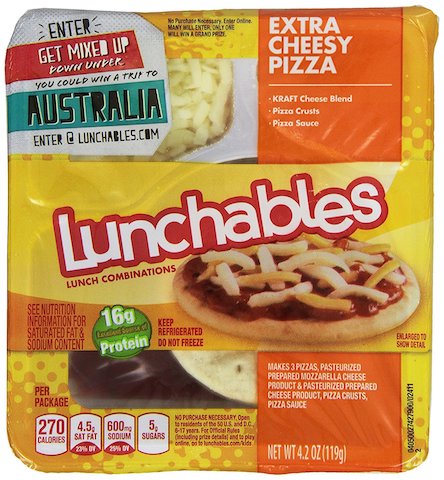 ENTER
GET MIXED UP
DOWN UNDER
YOU COULD WIN A TRIP TO
AUSTRALIA
ENTER @ LUNCHABLES.COM
No Purchase Necessary. Enter Online.
MANY WILL ENTER, ONLY ONE
WILL WIN A GRAND PRIZE.
EXTRA
CHEESY
PIZZA
· KRAFT Cheese Blend
· Pizza Crusts
· Pizza Sauce
Lunchables
LUNCH COMBINATIONS
SEE NUTRITION
INFORMATION FOR
SATURATED FAT &
SODIUM CONTENT
16g
Excellent Source of
Protein
KEEP
REFRIGERATED
DO NOT FREEZE
ENLARGED TO
SHOW DETAIL
MAKES 3 PIZZAS, PASTEURIZED
PREPARED MOZZARELLA CHEESE
PRODUCT & PASTEURIZED PREPARED
CHEESE PRODUCT, PIZZA CRUSTS,
PIZZA SAUCE
PER
PACKAGE
270
CALORIES
4.5g
SAT FAT
23% DV
600mg
SODIUM
25% DV
5g
SUGARS
NO PURCHASE NECESSARY. Open
to residents of the 50 U.S. and D.C.,
6-17 years. For Official Rules
(including prize details) and to play
online, go to lunchables.com/kids
NET WT 4.2 OZ (119g)